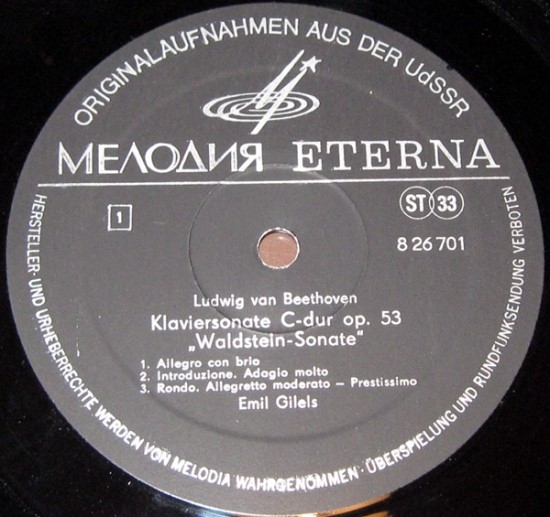 ORIGINALAUFNAHMEN AUS DER UdSSR
МЕЛОДИЯ ETERNA
1
ST 33
8 26 701
Ludwig van Beethoven
Klaviersonate C-dur op. 53
„Waldstein-Sonate“
1. Allegro con brio
2. Introduzione. Adagio molto
3. Rondo. Allegretto moderato – Prestissimo
Emil Gilels
HERSTELLER- UND URHEBERRECHTE WERDEN VON MELODIA WAHRGENOMMEN · ÜBERSPIELUNG UND RUNDFUNKSENDUNG VERBOTEN